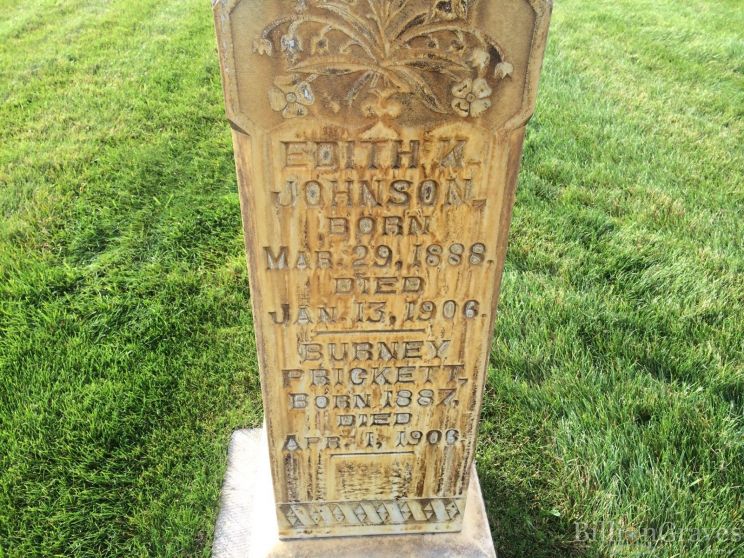 EDITH K.
JOHNSON,
BORN
MAR. 29, 1888.
DIED
JAN. 13, 1906.
BURNEY
PRICKETT,
BORN 1887.
DIED
APR. 1, 1906.
BillionGraves